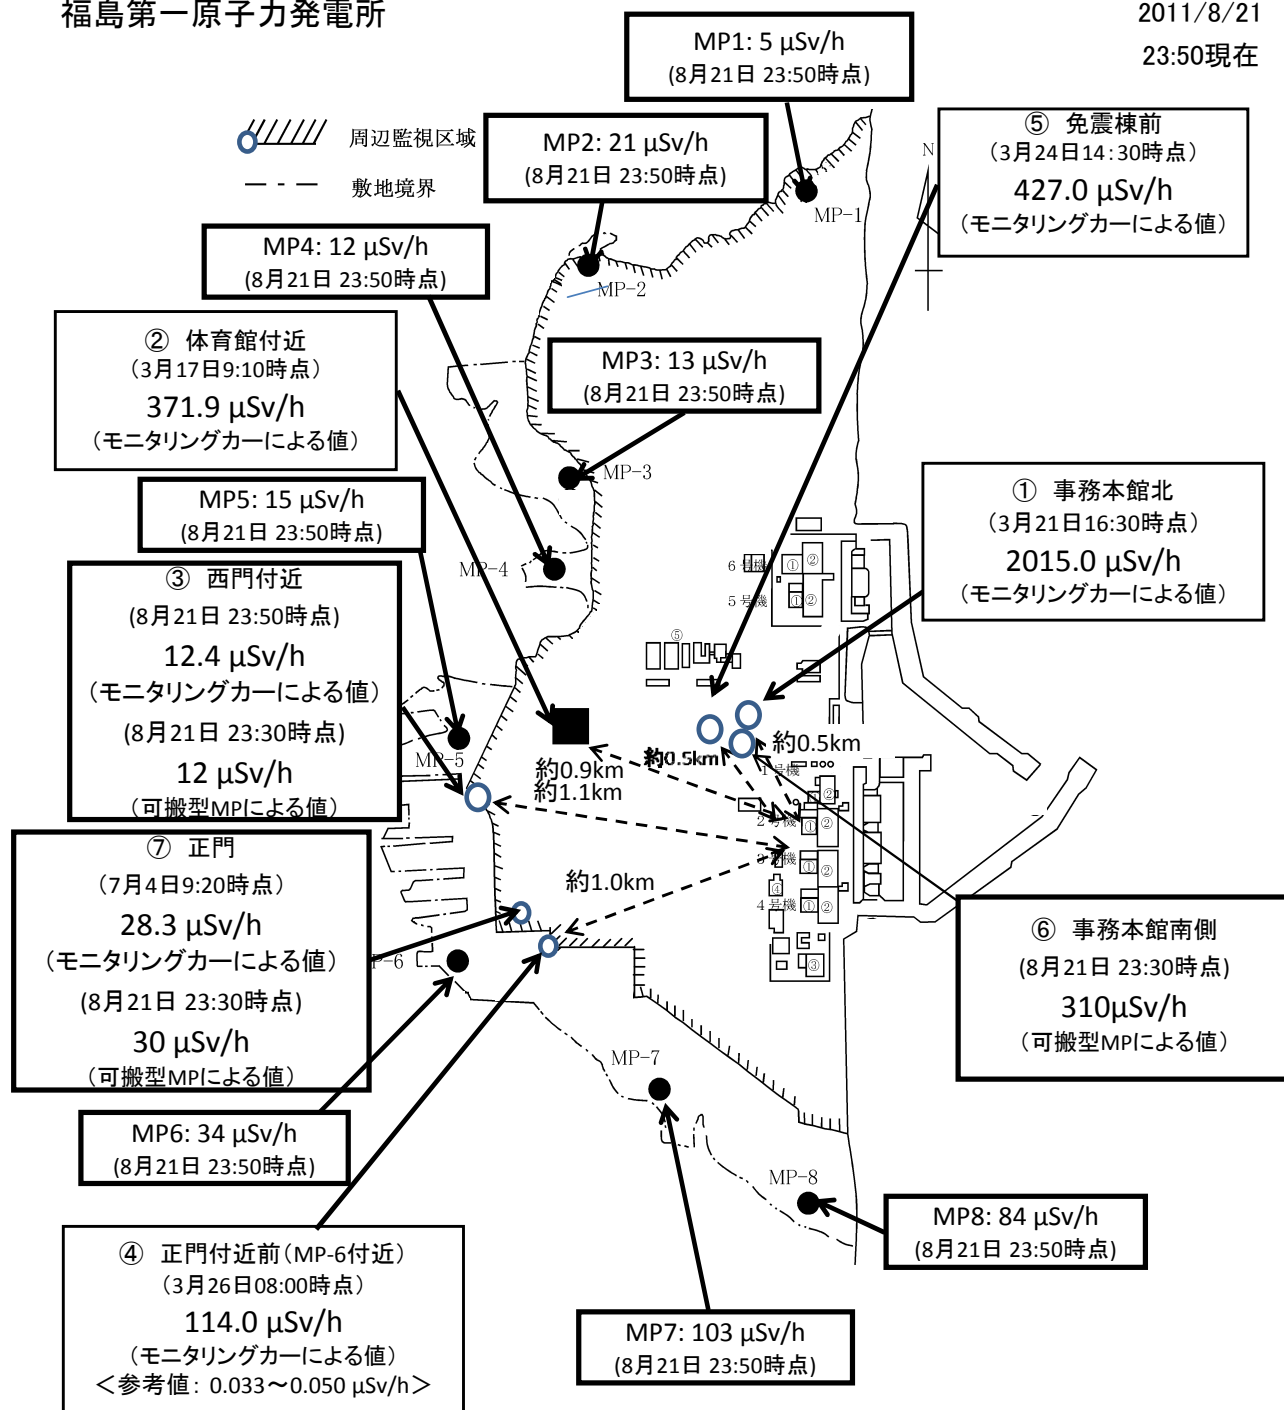 福島第一原子力発電所
2011/8/21
23:50現在
周辺監視区域
敷地境界
MP1: 5 μSv/h
(8月21日 23:50時点)
MP2: 21 μSv/h
(8月21日 23:50時点)
⑤ 免震棟前
(3月24日14:30時点)
427.0 μSv/h
(モニタリングカーによる値)
N
MP-1
MP4: 12 μSv/h
(8月21日 23:50時点)
MP-2
② 体育館付近
(3月17日9:10時点)
371.9 μSv/h
(モニタリングカーによる値)
MP3: 13 μSv/h
(8月21日 23:50時点)
MP-3
MP5: 15 μSv/h
(8月21日 23:50時点)
① 事務本館北
(3月21日16:30時点)
2015.0 μSv/h
(モニタリングカーによる値)
MP-4
③ 西門付近
(8月21日 23:50時点)
12.4 μSv/h
(モニタリングカーによる値)
(8月21日 23:30時点)
12 μSv/h
(可搬型MPによる値)
6号機
① ②
5号機
① ②
⑤
MP-5
約0.9km
約1.1km
約0.5km
約0.5km
1号機
②
2号機
① ②
3号機
① ②
④
4号機
① ②
③
約1.0km
⑦ 正門
(7月4日9:20時点)
28.3 μSv/h
(モニタリングカーによる値)
(8月21日 23:30時点)
30 μSv/h
(可搬型MPによる値)
P-6
⑥ 事務本館南側
(8月21日 23:30時点)
310μSv/h
(可搬型MPによる値)
MP-7
MP6: 34 μSv/h
(8月21日 23:50時点)
MP-8
MP8: 84 μSv/h
(8月21日 23:50時点)
④ 正門付近前(MP-6付近)
(3月26日08:00時点)
114.0 μSv/h
(モニタリングカーによる値)
<参考値: 0.033～0.050 μSv/h>
MP7: 103 μSv/h
(8月21日 23:50時点)